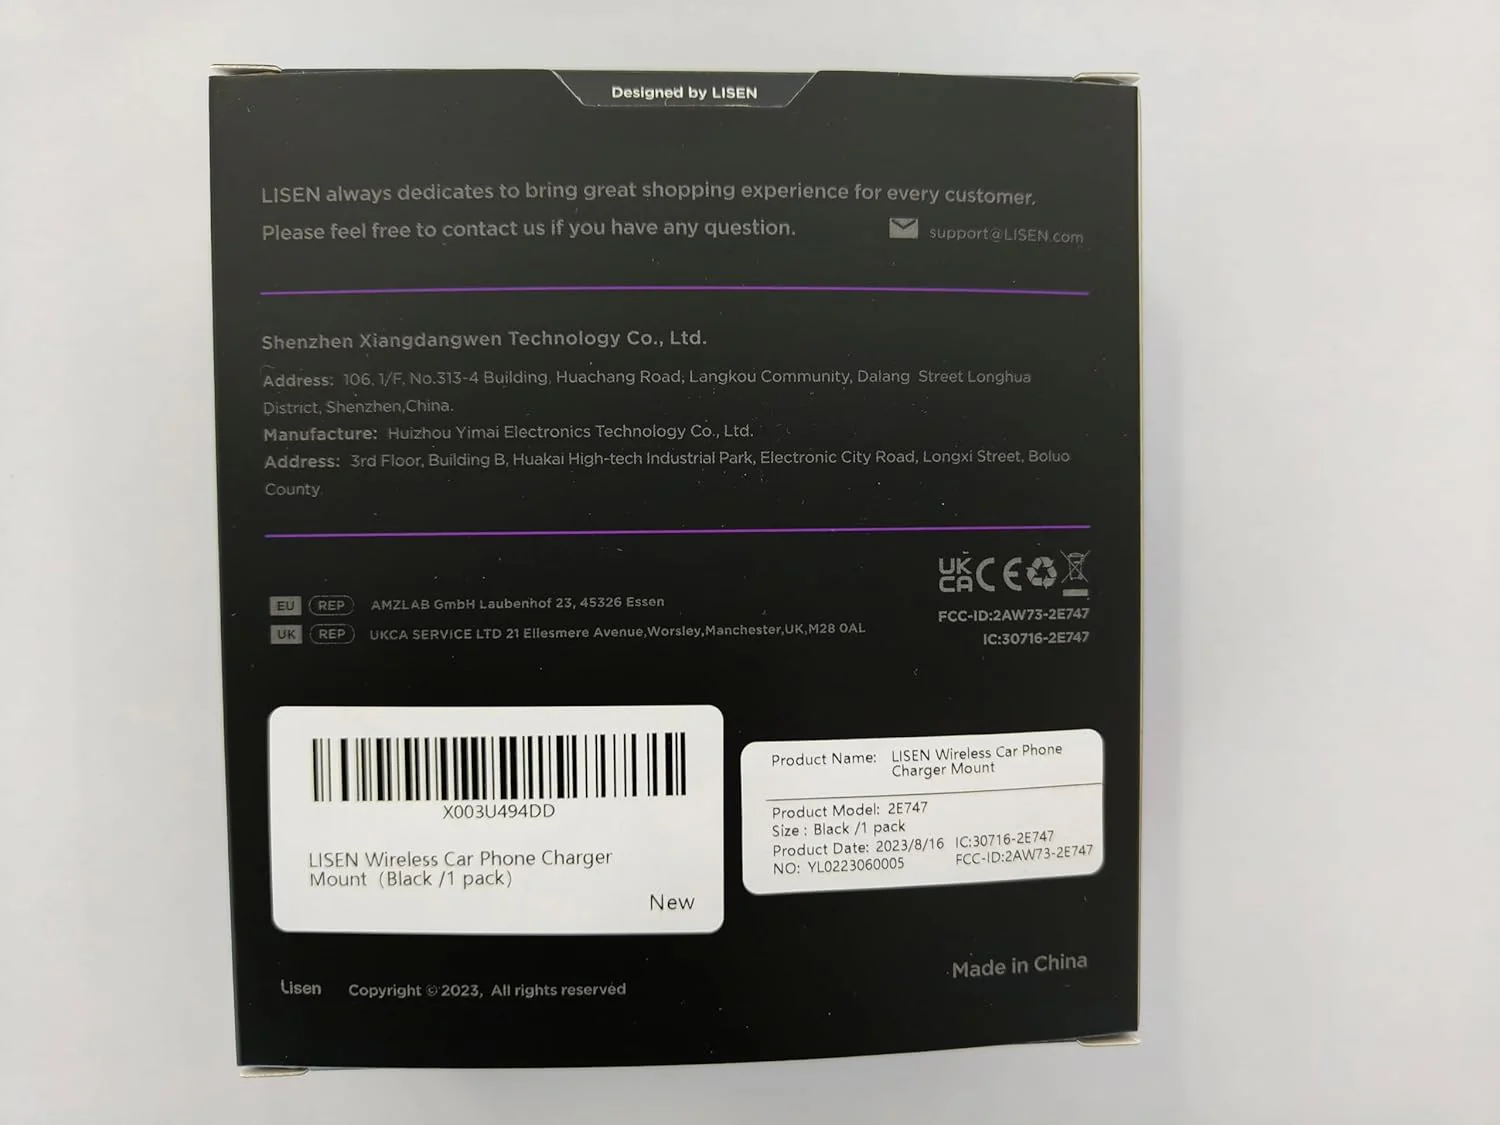 Designed by LISEN
LISEN always dedicates to bring great shopping experience for every customer.
Please feel free to contact us if you have any question.
support@LISEN.com
Shenzhen Xiangdangwen Technology Co., Ltd.
Address: 106, 1/F, No.313-4 Building, Huachang Road, Langkou Community, Dalang Street Longhua
District, Shenzhen,China.
Manufacture: Huizhou Yimai Electronics Technology Co., Ltd.
Address: 3rd Floor, Building B, Huakai High-tech Industrial Park, Electronic City Road, Longxi Street, Boluo
County
UK
CA CE
FCC-ID:2AW73-2E747
IC:30716-2E747
EU REP AMZLAB GmbH Laubenhof 23, 45326 Essen
UK REP UKCA SERVICE LTD 21 Ellesmere Avenue,Worsley,Manchester,UK,M28 0AL
X003U494DD
LISEN Wireless Car Phone Charger
Mount（Black /1 pack）
New
Product Name: LISEN Wireless Car Phone
Charger Mount
Product Model: 2E747
Size : Black /1 pack
Product Date: 2023/8/16 IC:30716-2E747
NO: YL0223060005 FCC-ID:2AW73-2E747
Made in China
Lisen Copyright © 2023, All rights reserved